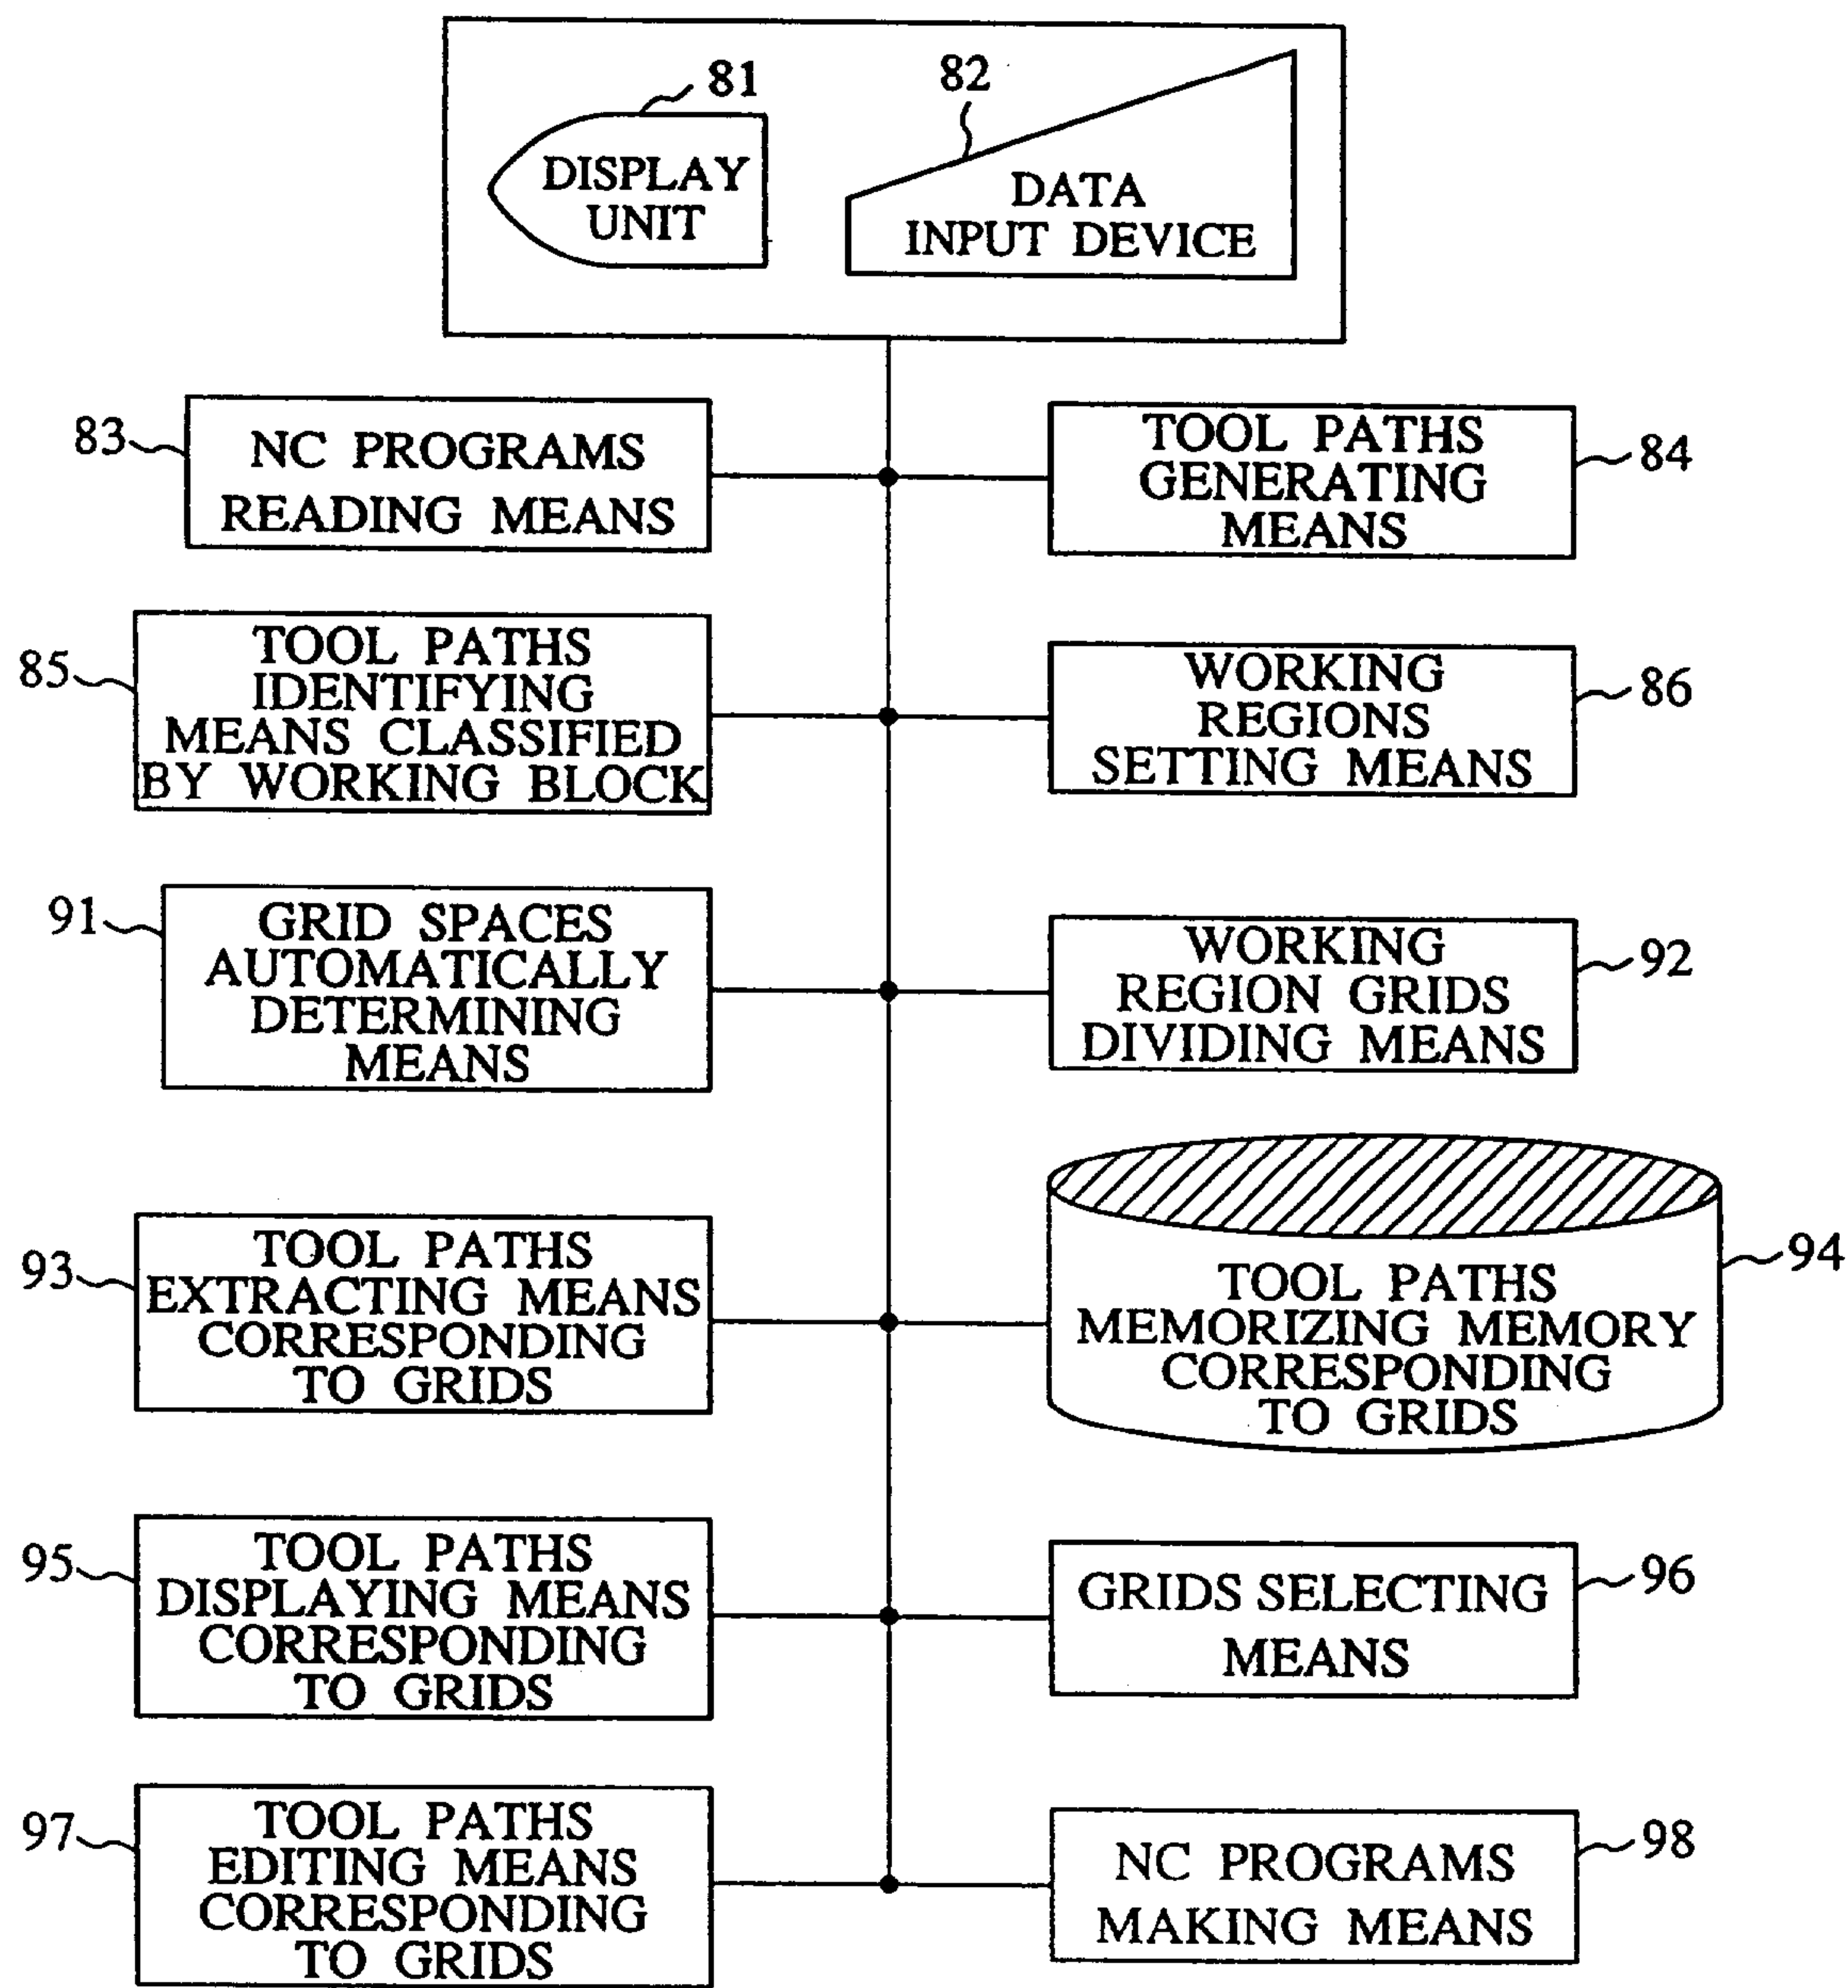 81
82
DISPLAY
UNIT
DATA
INPUT DEVICE
83
NC PROGRAMS
READING MEANS
TOOL PATHS
GENERATING
MEANS
84
85
TOOL PATHS
IDENTIFYING
MEANS CLASSIFIED
BY WORKING BLOCK
WORKING
REGIONS
SETTING MEANS
86
91
GRID SPACES
AUTOMATICALLY
DETERMINING
MEANS
WORKING
REGION GRIDS
DIVIDING MEANS
92
93
TOOL PATHS
EXTRACTING MEANS
CORRESPONDING
TO GRIDS
TOOL PATHS
MEMORIZING MEMORY
CORRESPONDING
TO GRIDS
94
95
TOOL PATHS
DISPLAYING MEANS
CORRESPONDING
TO GRIDS
GRIDS SELECTING
MEANS
96
97
TOOL PATHS
EDITING MEANS
CORRESPONDING
TO GRIDS
NC PROGRAMS
MAKING MEANS
98